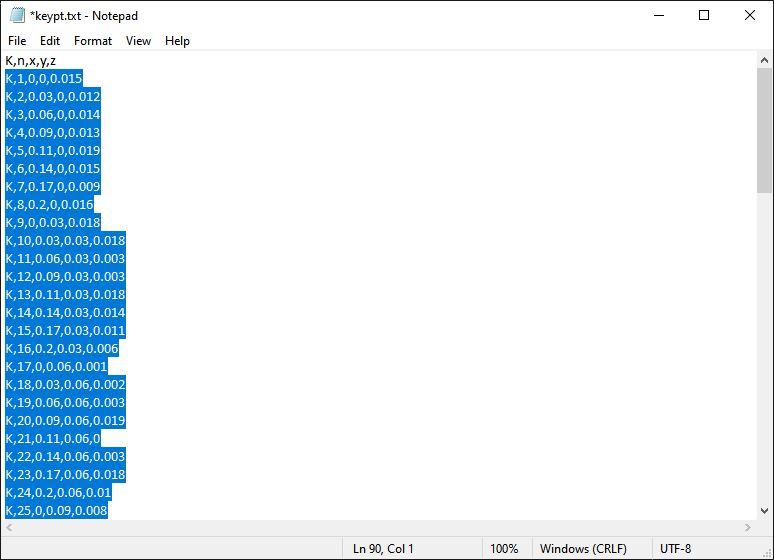 *keypt.txt - Notepad
File Edit Format View Help
K,n,x,y,z
K,1,0,0,0.015
K,2,0.03,0,0.012
K,3,0.06,0,0.014
K,4,0.09,0,0.013
K,5,0.11,0,0.019
K,6,0.14,0,0.015
K,7,0.17,0,0.009
K,8,0.2,0,0.016
K,9,0,0.03,0.018
K,10,0.03,0.03,0.018
K,11,0.06,0.03,0.003
K,12,0.09,0.03,0.003
K,13,0.11,0.03,0.018
K,14,0.14,0.03,0.014
K,15,0.17,0.03,0.011
K,16,0.2,0.03,0.006
K,17,0,0.06,0.001
K,18,0.03,0.06,0.002
K,19,0.06,0.06,0.003
K,20,0.09,0.06,0.019
K,21,0.11,0.06,0
K,22,0.14,0.06,0.003
K,23,0.17,0.06,0.018
K,24,0.2,0.06,0.01
K,25,0,0.09,0.008
Ln 90, Col 1 100% Windows (CRLF) UTF-8